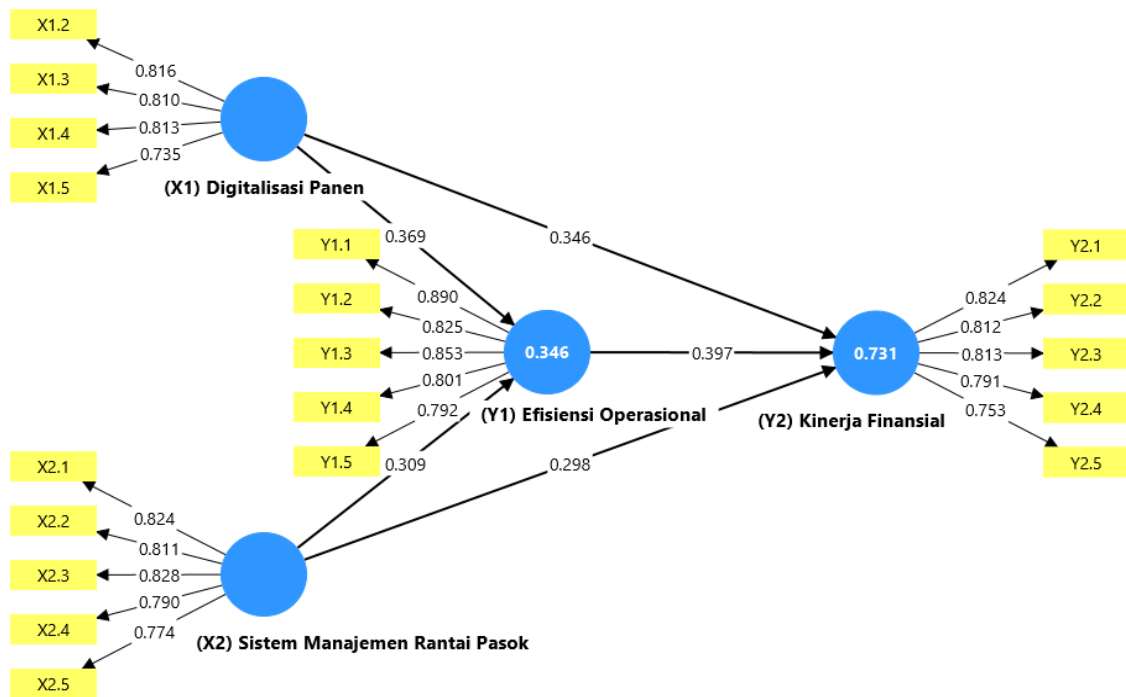 X1.2
0.816
X1.3
0.810
X1.4
0.813
X1.5
0.735
(X1) Digitalisasi Panen
0.369
0.346
Y1.1
0.890
Y1.2
0.825
Y1.3
0.853
Y1.4
0.801
Y1.5
0.792
0.346
(Y1) Efisiensi Operasional
0.397
0.731
(Y2) Kinerja Finansial
Y2.1
0.824
Y2.2
0.812
Y2.3
0.813
Y2.4
0.791
Y2.5
0.753
0.309
0.298
X2.1
0.824
X2.2
0.811
X2.3
0.828
X2.4
0.790
X2.5
0.774
(X2) Sistem Manajemen Rantai Pasok